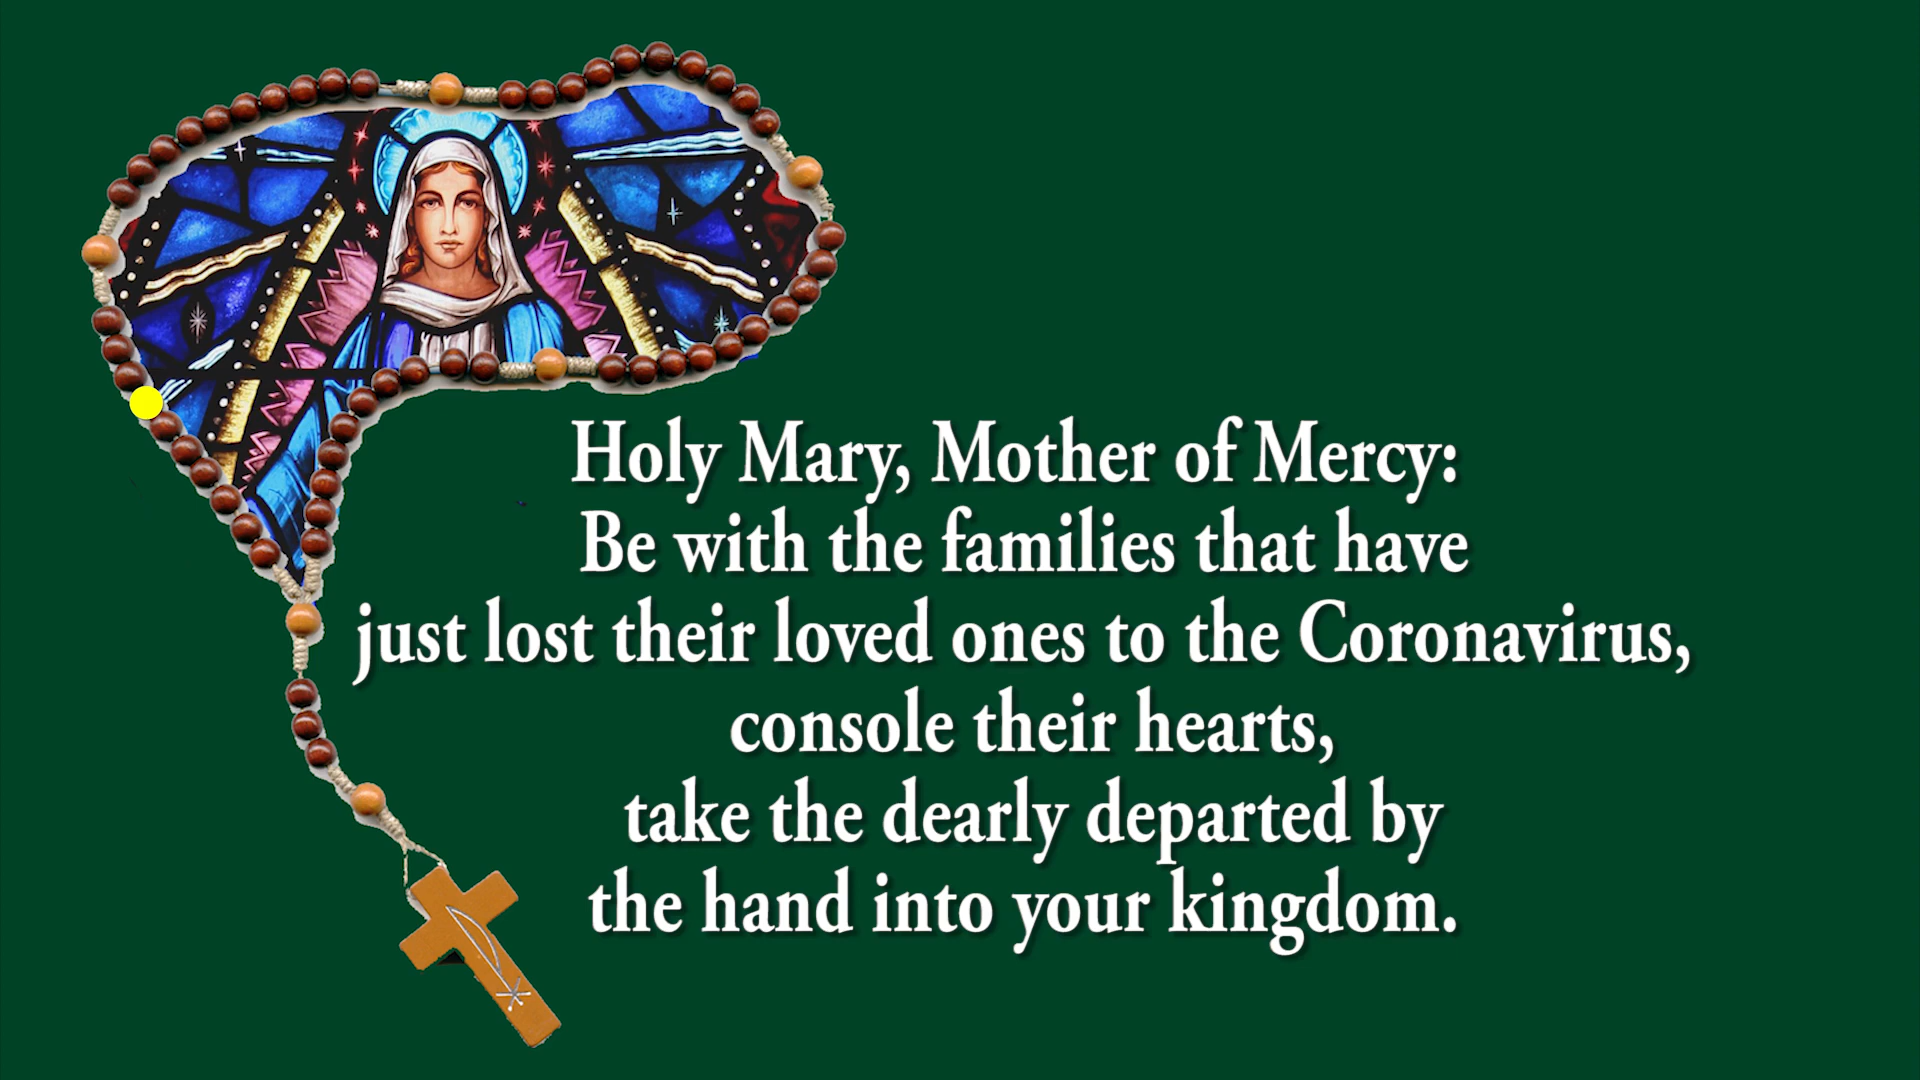 Holy Mary, Mother of Mercy:
Be with the families that have
just lost their loved ones to the Coronavirus,
console their hearts,
take the dearly departed by
the hand into your kingdom.